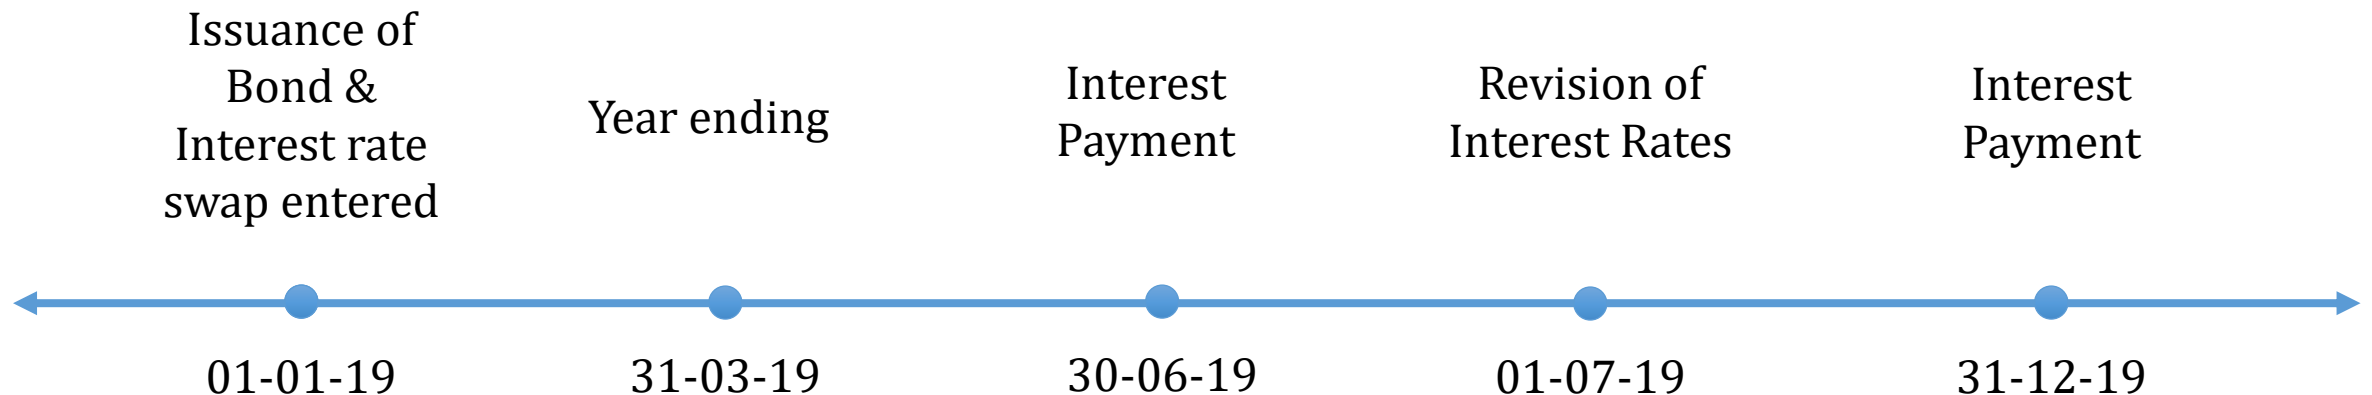 Issuance of
Bond &
Interest rate
swap entered
Year ending
Interest
Payment
Revision of
Interest Rates
Interest
Payment
01-01-19
31-03-19
30-06-19
01-07-19
31-12-19